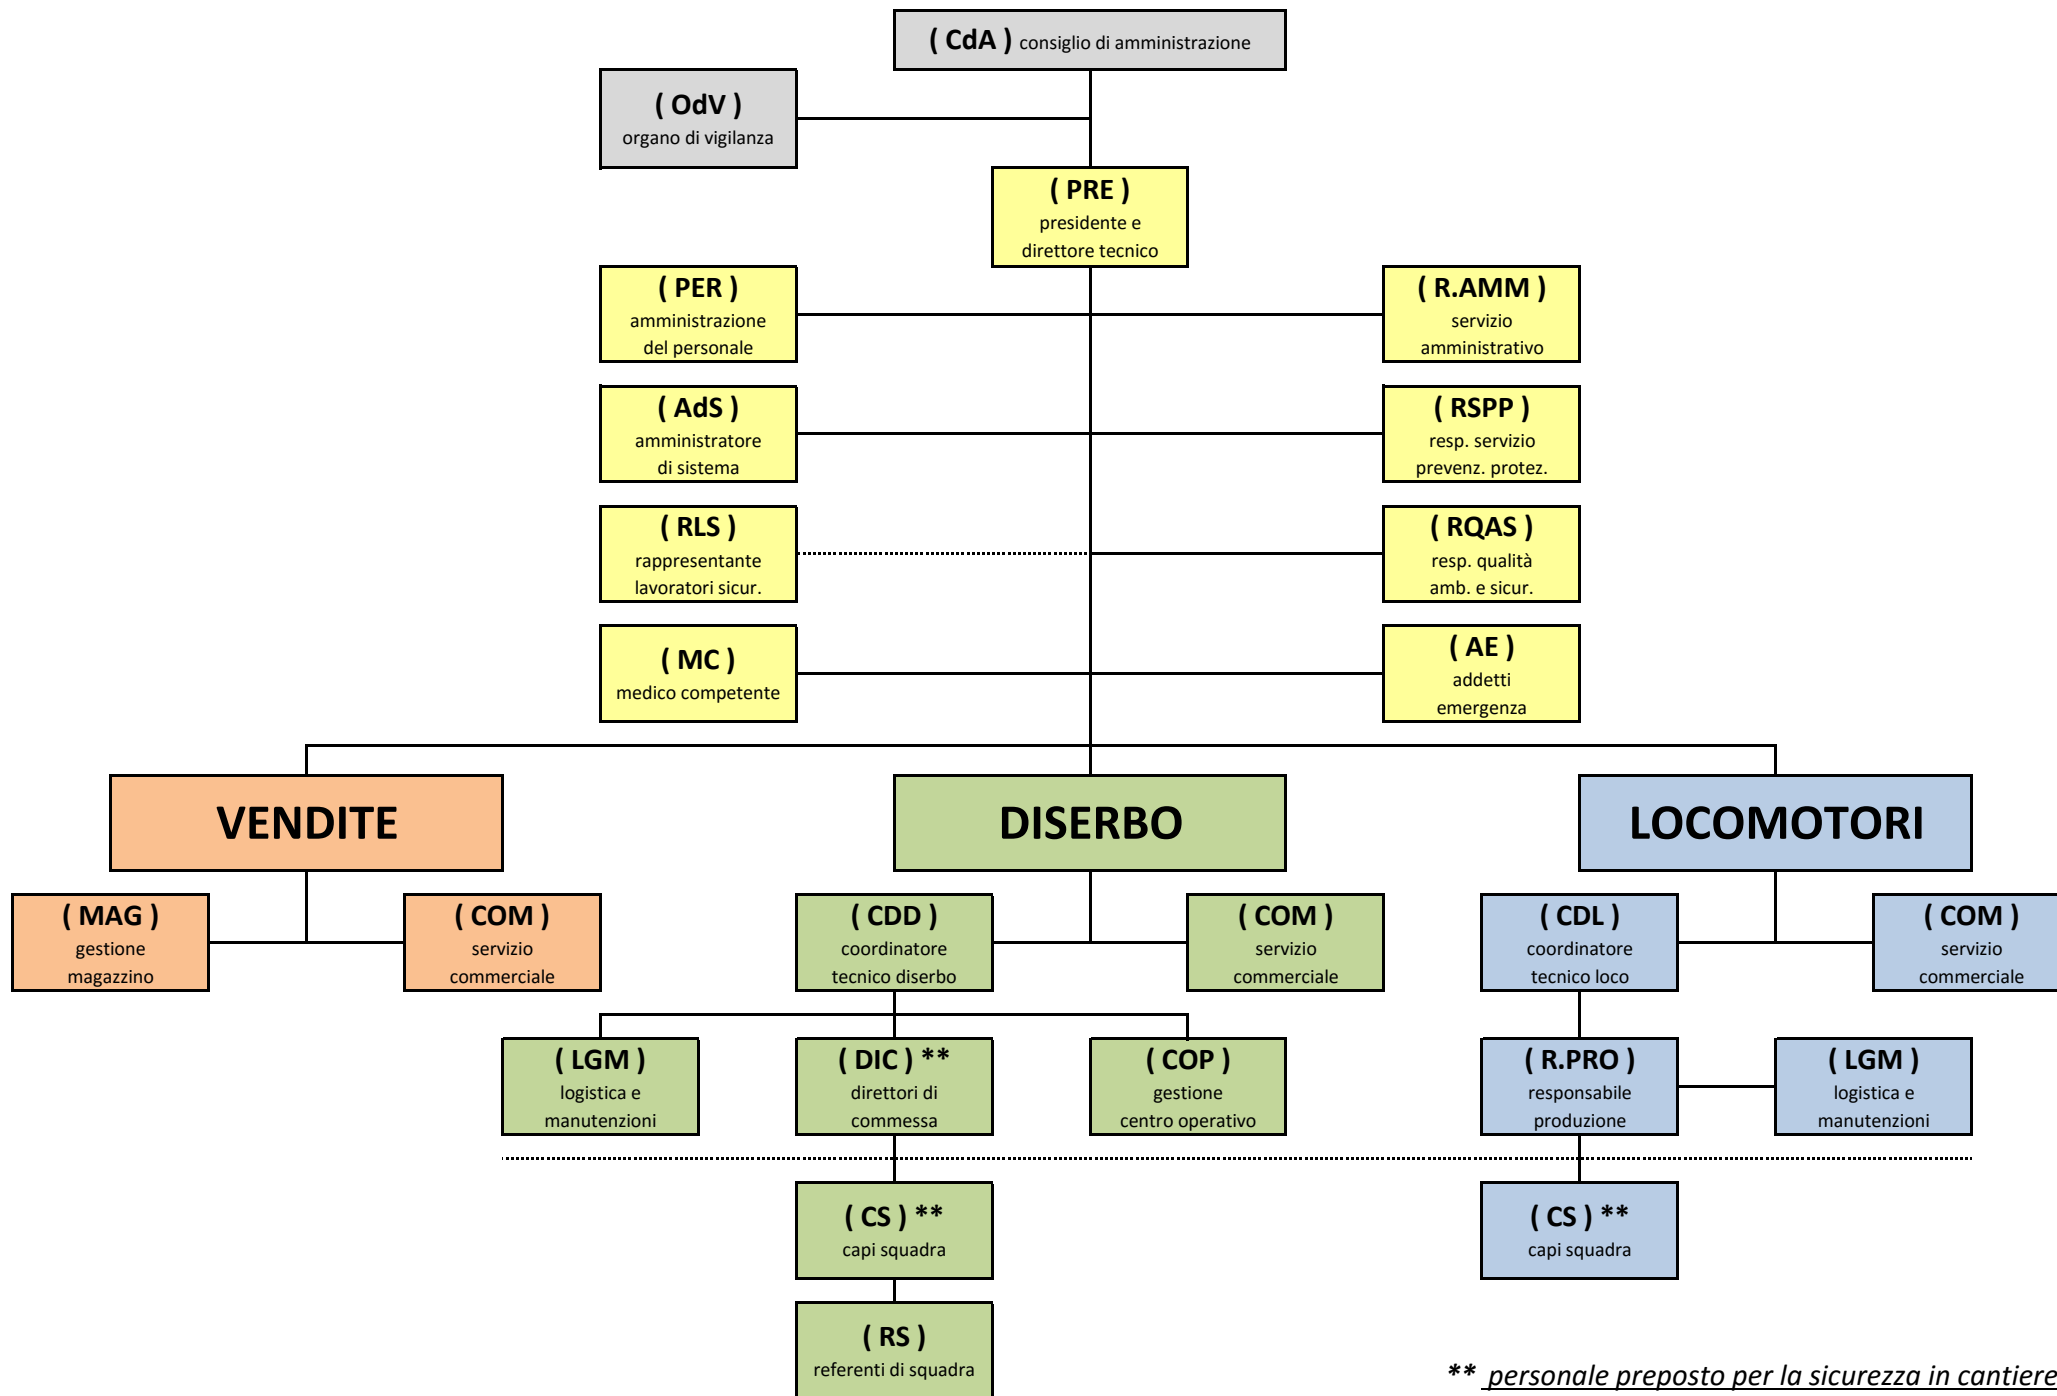 ( CdA ) consiglio di amministrazione
( OdV )
organo di vigilanza
( PRE )
presidente e
direttore tecnico
( PER )
amministrazione
del personale
( R.AMM )
servizio
amministrativo
( AdS )
amministratore
di sistema
( RSPP )
resp. servizio
prevenz. protez.
( RLS )
rappresentante
lavoratori sicur.
( RQAS )
resp. qualità
amb. e sicur.
( MC )
medico competente
( AE )
addetti
emergenza
VENDITE
DISERBO
LOCOMOTORI
( MAG )
gestione
magazzino
( COM )
servizio
commerciale
( CDD )
coordinatore
tecnico diserbo
( COM )
servizio
commerciale
( CDL )
coordinatore
tecnico loco
( COM )
servizio
commerciale
( LGM )
logistica e
manutenzioni
( DIC ) **
direttori di
commessa
( COP )
gestione
centro operativo
( R.PRO )
responsabile
produzione
( LGM )
logistica e
manutenzioni
( CS ) **
capi squadra
( CS ) **
capi squadra
( RS )
referenti di squadra
** personale preposto per la sicurezza in cantiere